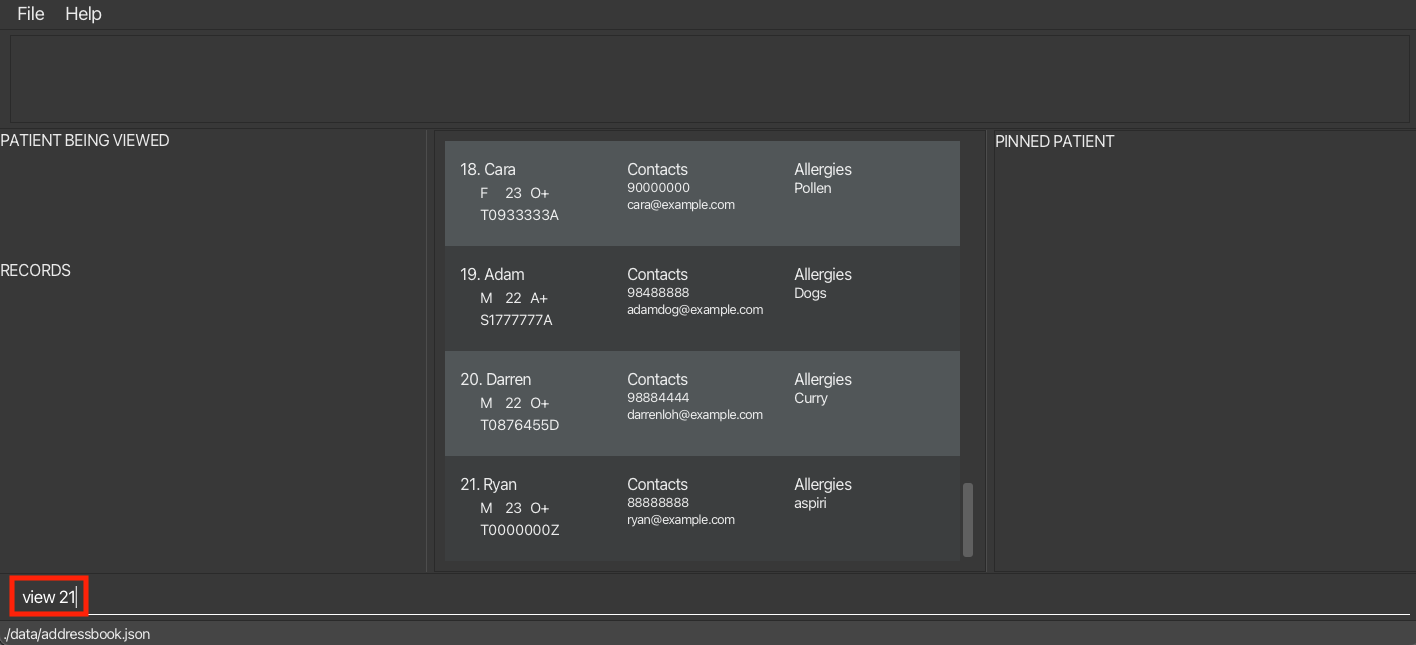 File Help
PATIENT BEING VIEWED
RECORDS
18. Cara
F 23 O+
T0933333A
Contacts
90000000
cara@example.com
Allergies
Pollen
19. Adam
M 22 A+
S1777777A
Contacts
98488888
adamdog@example.com
Allergies
Dogs
20. Darren
M 22 O+
T0876455D
Contacts
98884444
darrenloh@example.com
Allergies
Curry
21. Ryan
M 23 O+
T0000000Z
Contacts
88888888
ryan@example.com
Allergies
aspiri
PINNED PATIENT
view 21
./data/addressbook.json